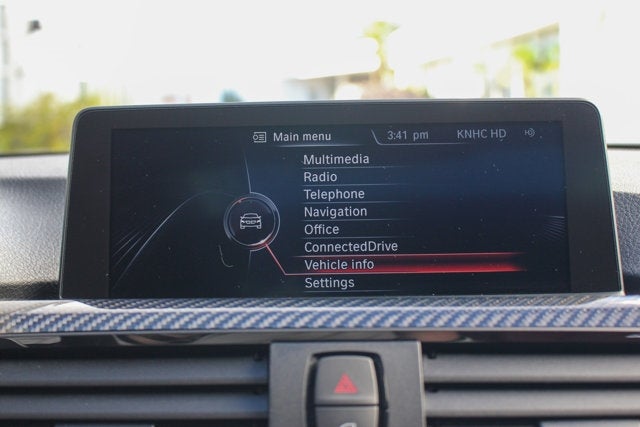 Main menu 3:41 pm KNHC HD
Multimedia
Radio
Telephone
Navigation
Office
ConnectedDrive
Vehicle info
Settings